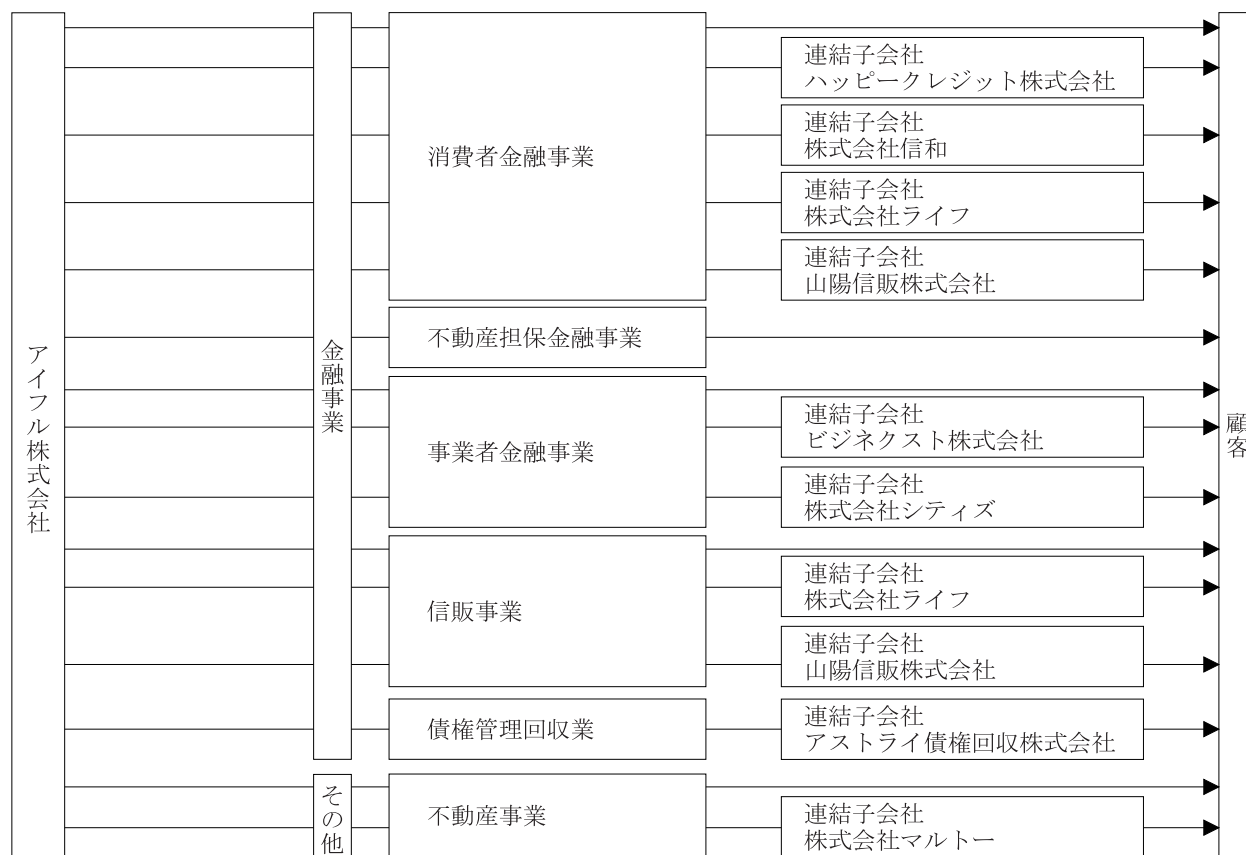 アイフル株式会社
金融事業
消費者金融事業
連結子会社
ハッピークレジット株式会社
連結子会社
株式会社信和
連結子会社
株式会社ライフ
連結子会社
山陽信販株式会社
不動産担保金融事業
事業者金融事業
連結子会社
ビジネクスト株式会社
連結子会社
株式会社シティズ
信販事業
連結子会社
株式会社ライフ
連結子会社
山陽信販株式会社
債権管理回収業
連結子会社
アストライ債権回収株式会社
その他
不動産事業
連結子会社
株式会社マルトー
顧客